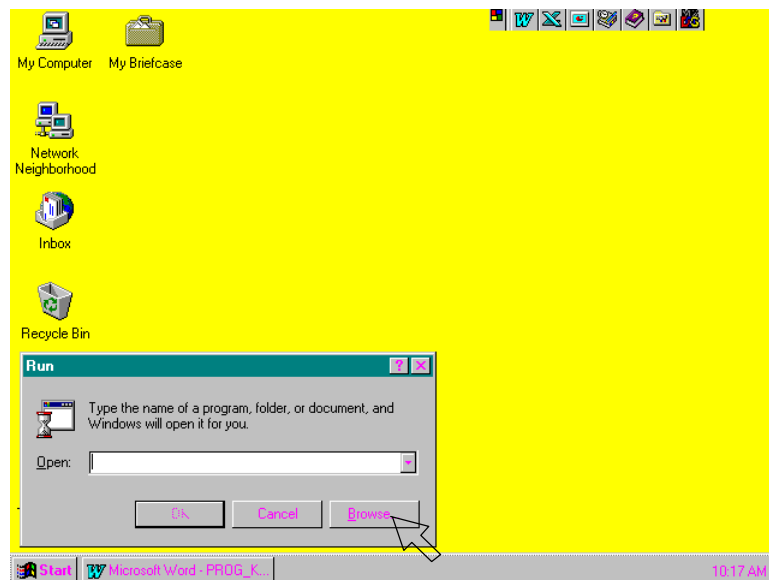 My Computer
My Briefcase
Network
Neighborhood
Inbox
Recycle Bin
Run
Type the name of a program, folder, or document, and
Windows will open it for you.
Open:
OK
Cancel
Browse...
Start
Microsoft Word - PROG_K...
10:17 AM